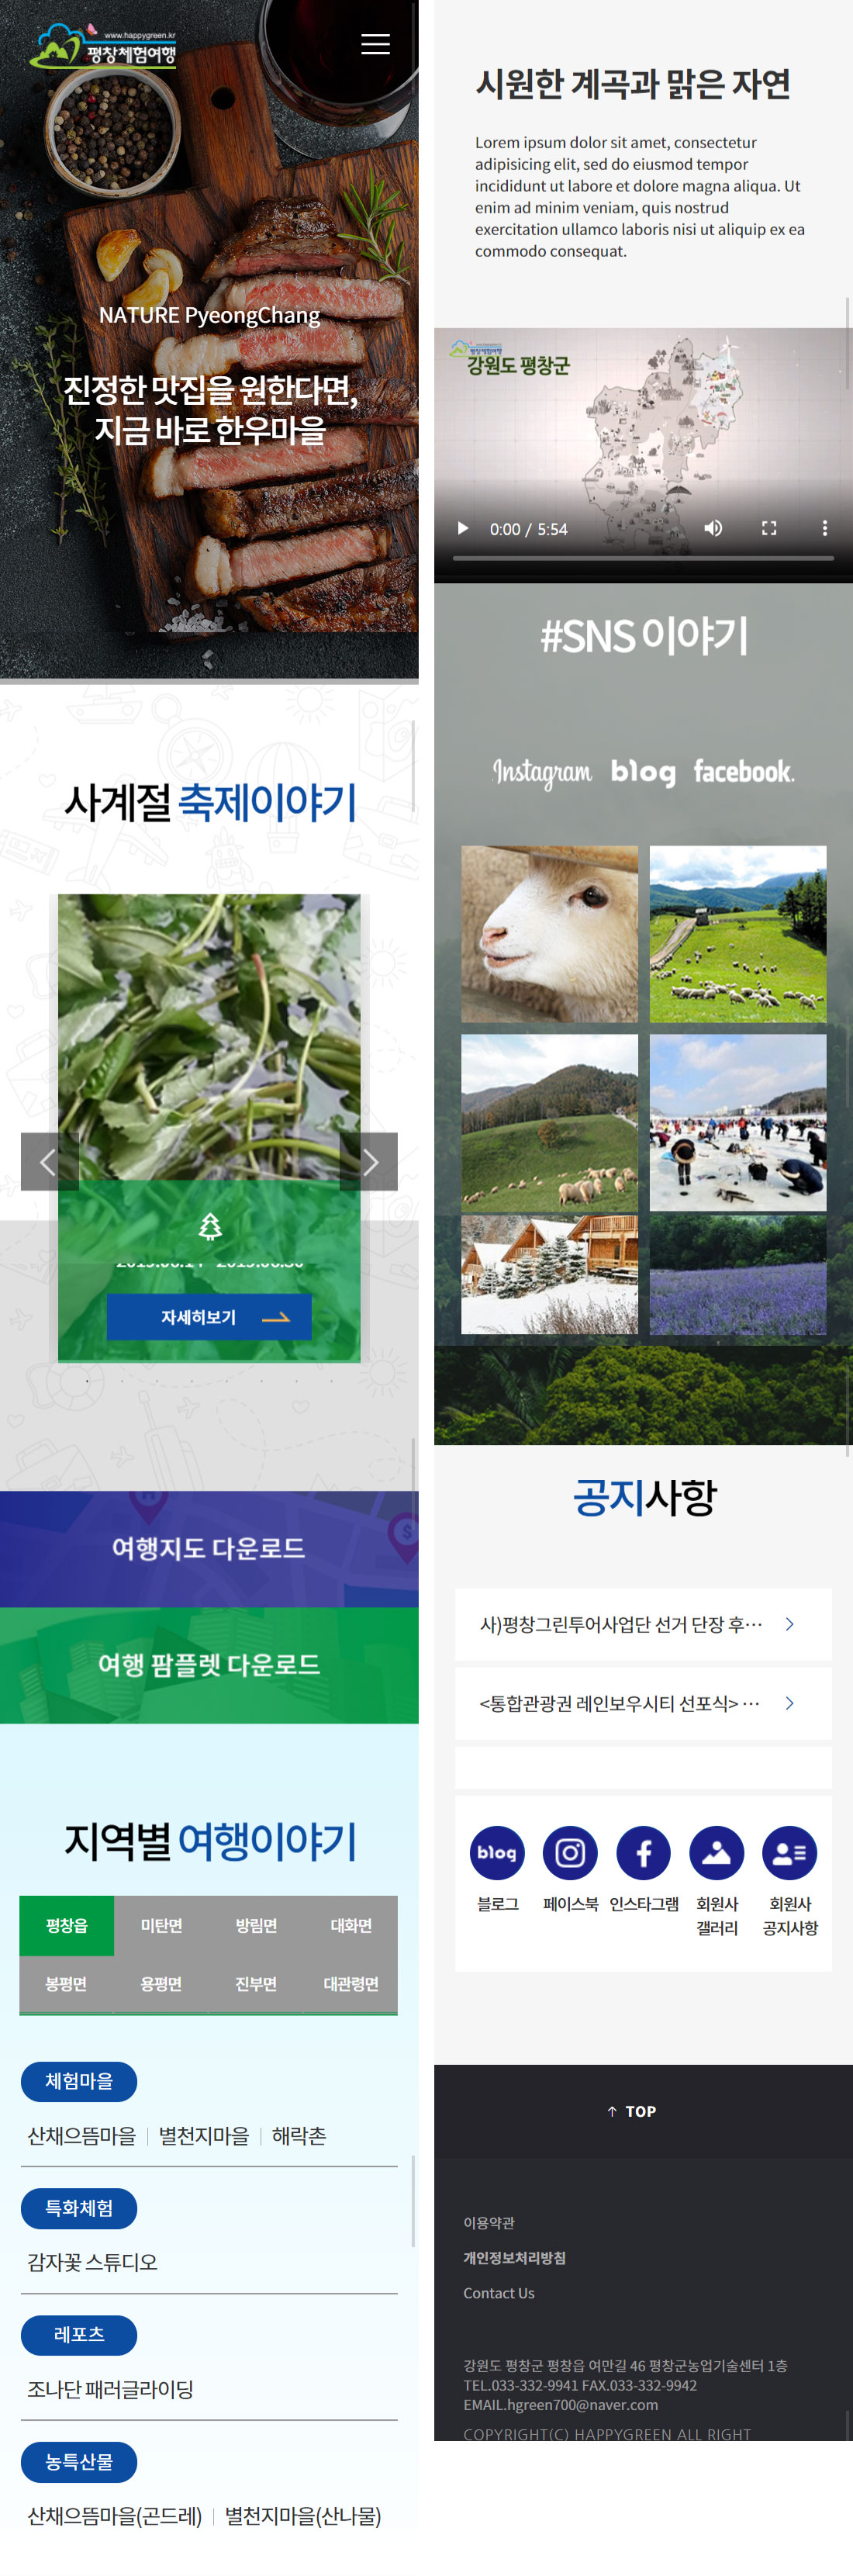 www.happygreen.kr
평창체험여행
NATURE PyeongChang
진정한 맛집을 원한다면,
지금 바로 한우마을
사계절 축제이야기
자세히보기
여행지도 다운로드
여행 팜플렛 다운로드
지역별 여행이야기
평창읍 미탄면 방림면 대화면
봉평면 용평면 진부면 대관령면
체험마을
산채으뜸마을 | 별천지마을 | 해락촌
특화체험
감자꽃 스튜디오
레포츠
조나단 패러글라이딩
농특산물
산채으뜸마을(곤드레) | 별천지마을(산나물)
시원한 계곡과 맑은 자연
Lorem ipsum dolor sit amet, consectetur
adipisicing elit, sed do eiusmod tempor
incididunt ut labore et dolore magna aliqua. Ut
enim ad minim veniam, quis nostrud
exercitation ullamco laboris nisi ut aliquip ex ea
commodo consequat.
평창체험여행
강원도 평창군
0:00 / 5:54
#SNS 이야기
Instagram blog facebook.
공지사항
사)평창그린투어사업단 선거 단장 후…
<통합관광권 레인보우시티 선포식> …
blog
블로그 페이스북 인스타그램 회원사 회원사
갤러리 공지사항
↑ TOP
이용약관
개인정보처리방침
Contact Us
강원도 평창군 평창읍 여만길 46 평창군농업기술센터 1층
TEL.033-332-9941 FAX.033-332-9942
EMAIL.hgreen700@naver.com
COPYRIGHT(C) HAPPYGREEN ALL RIGHT